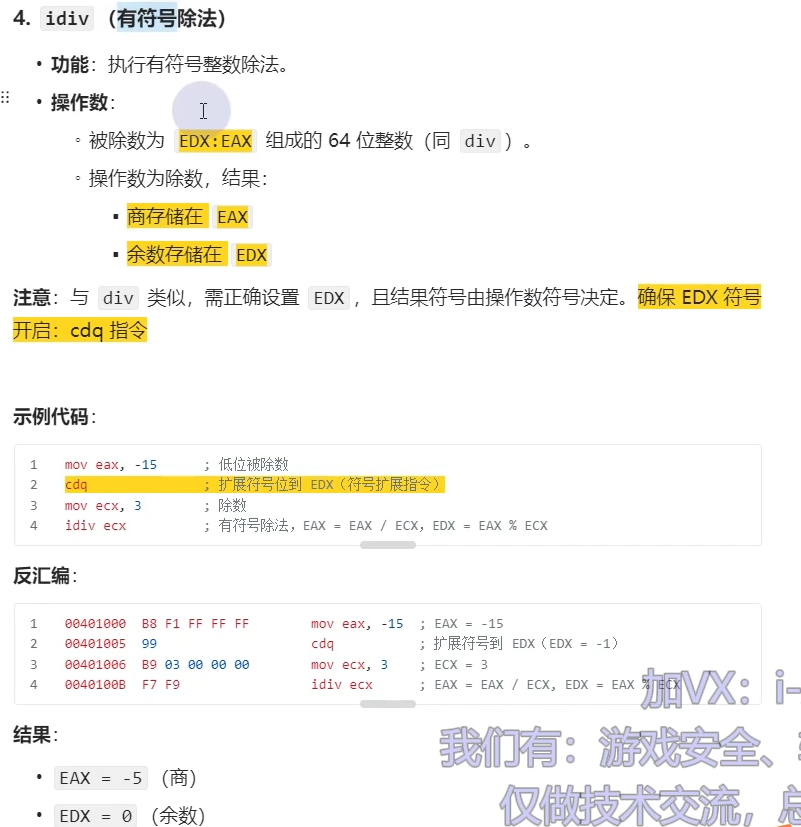 4. idiv （有符号除法）
• 功能：执行有符号整数除法。
• 操作数：
◦ 被除数为 EDX:EAX 组成的 64 位整数（同 div ）。
◦ 操作数为除数，结果：
▪ 商存储在 EAX
▪ 余数存储在 EDX
注意：与 div 类似，需正确设置 EDX ，且结果符号由操作数符号决定。确保 EDX 符号
开启：cdq 指令
示例代码：
1 mov eax, -15 ; 低位被除数
2 cdq ; 扩展符号位到 EDX（符号扩展指令）
3 mov ecx, 3 ; 除数
4 idiv ecx ; 有符号除法，EAX = EAX / ECX，EDX = EAX % ECX
反汇编：
1 00401000 B8 F1 FF FF FF mov eax, -15 ; EAX = -15
2 00401005 99 cdq ; 扩展符号到 EDX（EDX = -1）
3 00401006 B9 03 00 00 00 mov ecx, 3 ; ECX = 3
4 0040100B F7 F9 idiv ecx ; EAX = EAX / ECX, EDX = EAX % ECX
加VX：i-
结果：
我们有：游戏安全、
• EAX = -5 （商）
仅做技术交流，总
• EDX = 0 （余数）